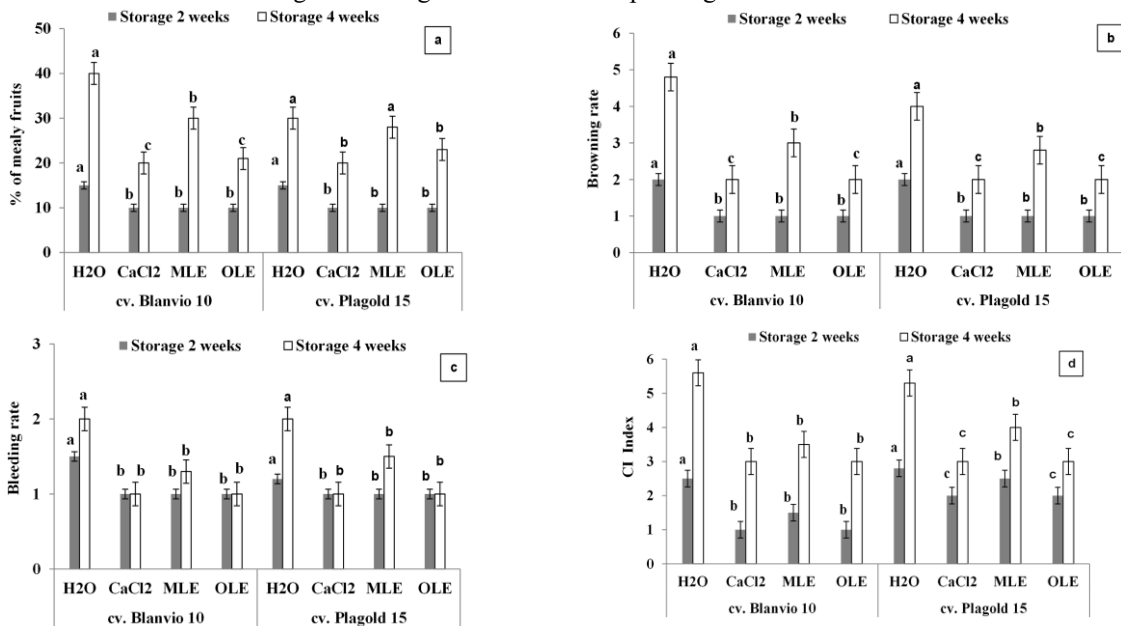 Storage 2 weeks Storage 4 weeks
a
50
40
30
20
10
0
% of mealy fruits
a a b b b c b c a a b b b a b b
H2O CaCl2 MLE OLE H2O CaCl2 MLE OLE
cv. Blanvio 10 cv. Plagold 15
Storage 2 weeks Storage 4 weeks
b
6
5
4
3
2
1
0
Browning rate
a a b c b b b c a a b c b b b c
H2O CaCl2 MLE OLE H2O CaCl2 MLE OLE
cv. Blanvio 10 cv. Plagold 15
Storage 2 weeks Storage 4 weeks
c
3
2
1
0
Bleeding rate
a a b b b b b b a a b b b b b b
H2O CaCl2 MLE OLE H2O CaCl2 MLE OLE
cv. Blanvio 10 cv. Plagold 15
Storage 2 weeks Storage 4 weeks
d
6
5
4
3
2
1
0
CI Index
a a b b b b b b a a c c b b c c
H2O CaCl2 MLE OLE H2O CaCl2 MLE OLE
cv. Blanvio 10 cv. Plagold 15